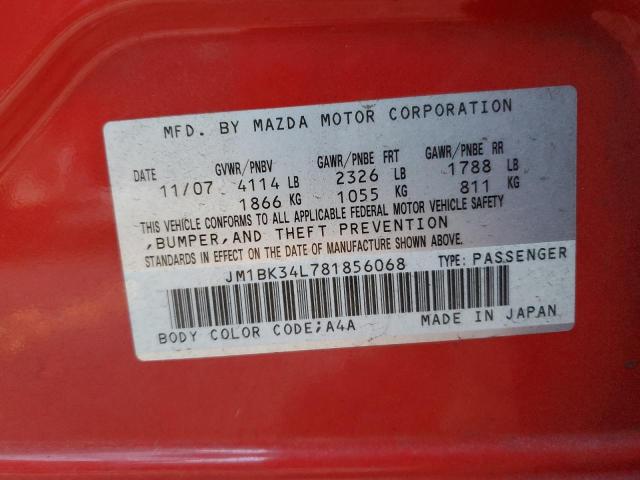 MFD. BY MAZDA MOTOR CORPORATION
DATE GVWR/PNBV GAWR/PNBE FRT GAWR/PNBE RR
11/07 4114 LB 2326 LB 1788 LB
1866 KG 1055 KG 811 KG
THIS VEHICLE CONFORMS TO ALL APPLICABLE FEDERAL MOTOR VEHICLE SAFETY
,BUMPER,AND THEFT PREVENTION
STANDARDS IN EFFECT ON THE DATE OF MANUFACTURE SHOWN ABOVE.
JM1BK34L781856068 TYPE: PASSENGER
BODY COLOR CODE;A4A MADE IN JAPAN